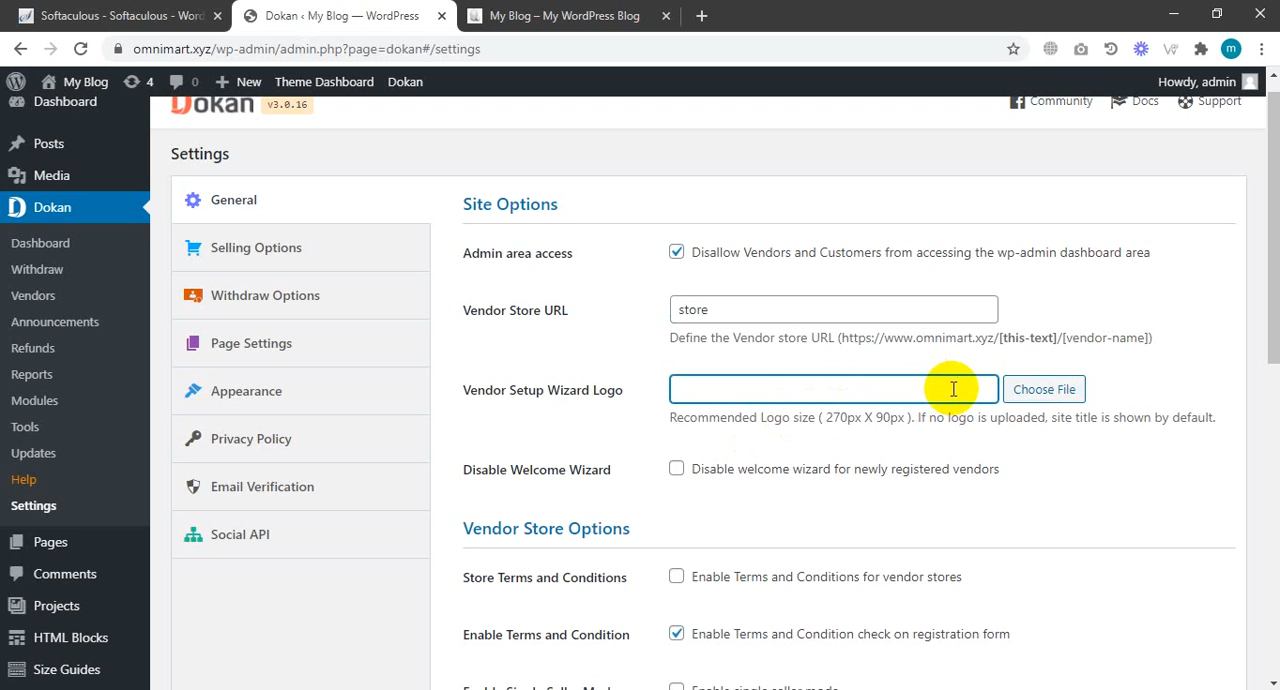 Softaculous - Softaculous - Wor
Dokan ‹ My Blog — WordPress
My Blog – My WordPress Blog
omnimart.xyz/wp-admin/admin.php?page=dokan#/settings
m
My Blog 4 0 New Theme Dashboard Dokan Howdy, admin
Dashboard
Posts
Media
Dokan
Dashboard
Withdraw
Vendors
Announcements
Refunds
Reports
Modules
Tools
Updates
Help
Settings
Pages
Comments
Projects
HTML Blocks
Size Guides
Dokan v3.0.16
Community Docs Support
Settings
General
Selling Options
Withdraw Options
Page Settings
Appearance
Privacy Policy
Email Verification
Social API
Site Options
Admin area access Disallow Vendors and Customers from accessing the wp-admin dashboard area
Vendor Store URL store
Define the Vendor store URL (https://www.omnimart.xyz/[this-text]/[vendor-name])
Vendor Setup Wizard Logo Choose File
Recommended Logo size ( 270px X 90px ). If no logo is uploaded, site title is shown by default.
Disable Welcome Wizard Disable welcome wizard for newly registered vendors
Vendor Store Options
Store Terms and Conditions Enable Terms and Conditions for vendor stores
Enable Terms and Condition Enable Terms and Condition check on registration form
Enable single seller mode